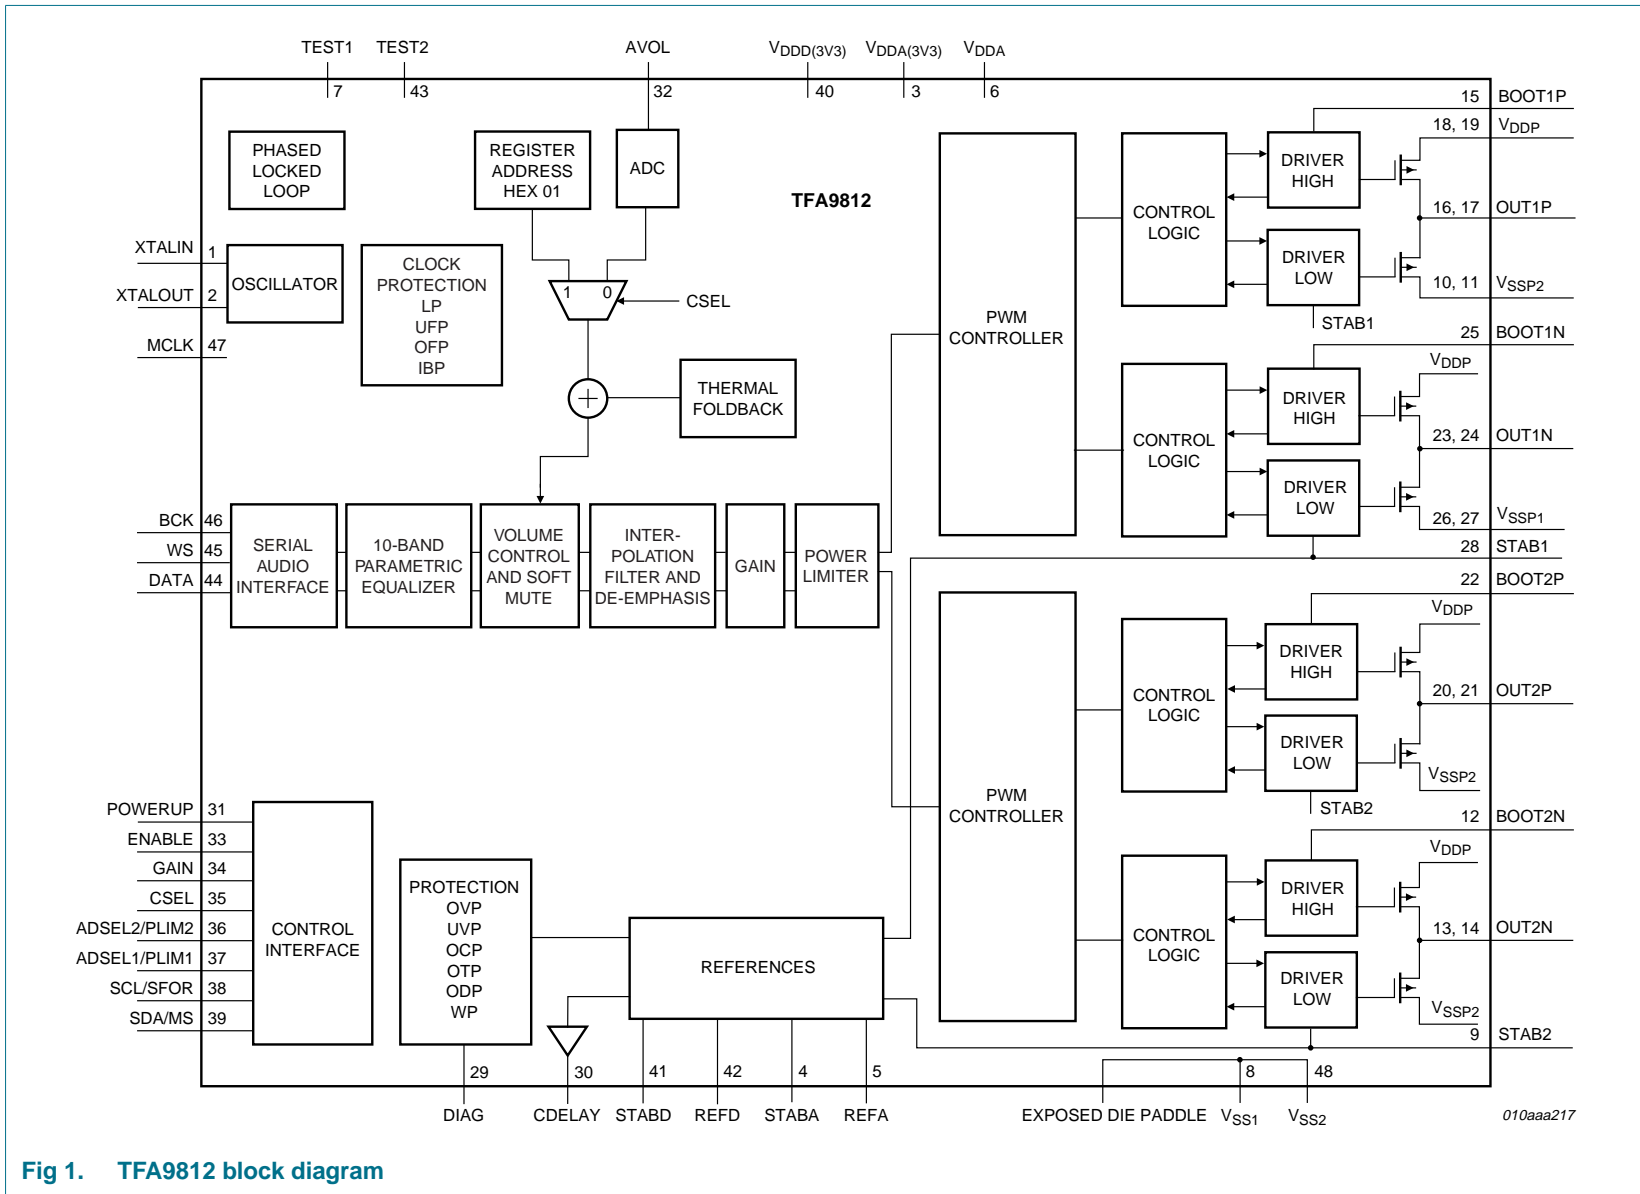 TEST1
TEST2
AVOL
VDDD(3V3)
VDDA(3V3)
VDDA
7
43
32
40
3
6
15
BOOT1P
18, 19
VDDP
PHASED
LOCKED
LOOP
REGISTER
ADDRESS
HEX 01
ADC
TFA9812
DRIVER
HIGH
CONTROL
LOGIC
16, 17
OUT1P
XTALIN
1
OSCILLATOR
XTALOUT
2
MCLK
47
CLOCK
PROTECTION
LP
UFP
OFP
IBP
1
0
CSEL
DRIVER
LOW
10, 11
VSSP2
STAB1
PWM
CONTROLLER
25
BOOT1N
VDDP
THERMAL
FOLDBACK
DRIVER
HIGH
CONTROL
LOGIC
23, 24
OUT1N
DRIVER
LOW
26, 27
VSSP1
28
STAB1
BCK
46
WS
45
DATA
44
SERIAL
AUDIO
INTERFACE
10-BAND
PARAMETRIC
EQUALIZER
VOLUME
CONTROL
AND SOFT
MUTE
INTER-
POLATION
FILTER AND
DE-EMPHASIS
GAIN
POWER
LIMITER
22
BOOT2P
VDDP
DRIVER
HIGH
CONTROL
LOGIC
20, 21
OUT2P
DRIVER
LOW
VSSP2
STAB2
PWM
CONTROLLER
12
BOOT2N
VDDP
POWERUP
31
ENABLE
33
GAIN
34
CSEL
35
ADSEL2/PLIM2
36
ADSEL1/PLIM1
37
SCL/SFOR
38
SDA/MS
39
CONTROL
INTERFACE
PROTECTION
OVP
UVP
OCP
OTP
ODP
WP
REFERENCES
DRIVER
HIGH
CONTROL
LOGIC
13, 14
OUT2N
DRIVER
LOW
VSSP2
9
STAB2
29
30
41
42
4
5
8
48
DIAG
CDELAY
STABD
REFD
STABA
REFA
EXPOSED DIE PADDLE
VSS1
VSS2
010aaa217
Fig 1. TFA9812 block diagram